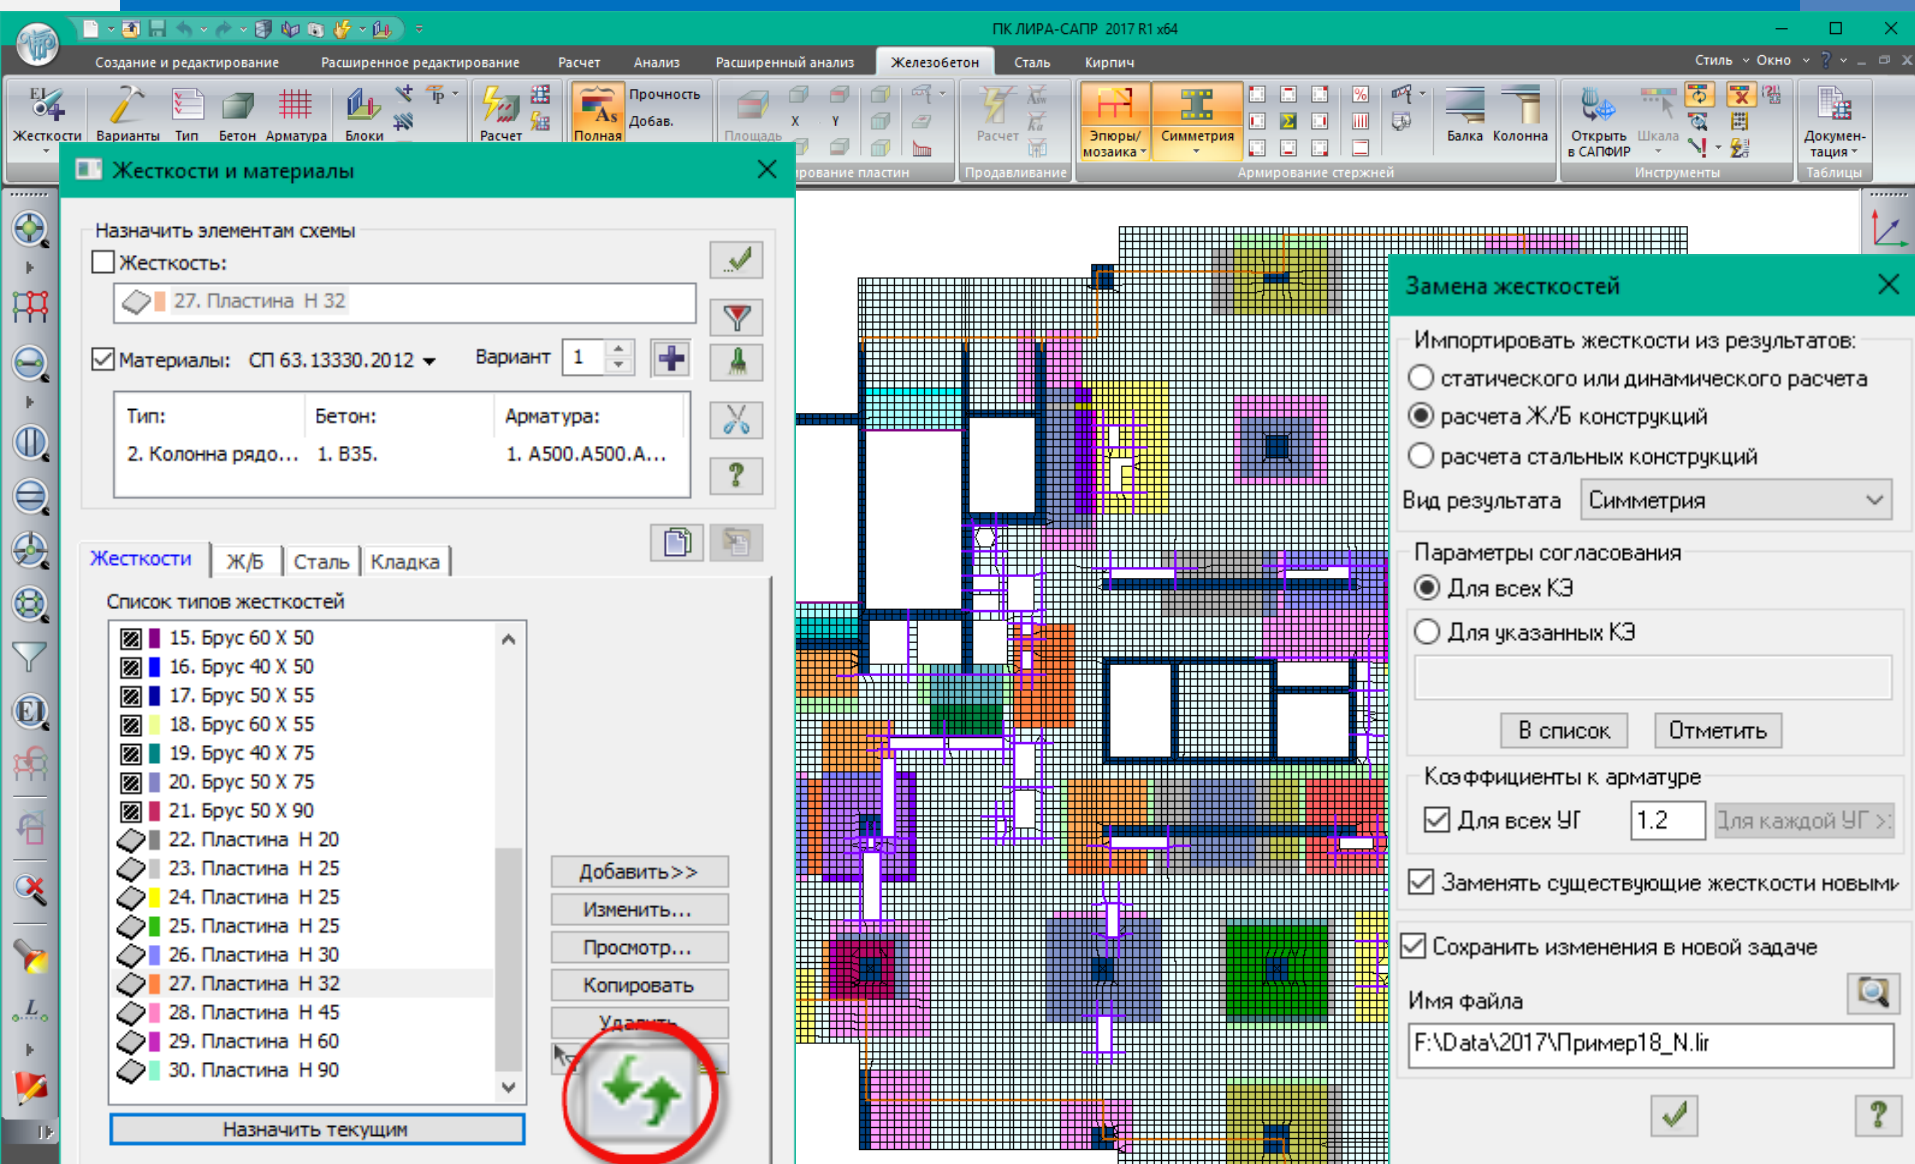 ПК ЛИРА-САПР 2017 R1 x64
Создание и редактирование
Расширенное редактирование
Расчет
Анализ
Расширенный анализ
Железобетон
Сталь
Кирпич
Стиль
Окно
Жесткости
Варианты
Тип
Бетон
Арматура
Блоки
Расчет
Полная
Прочность
Добав.
Площадь
X
Y
Расчет
Эпюры/
мозаика
Симметрия
Балка
Колонна
Открыть
в САПФИР
Шкала
Докумен-
тация
Продавливание
Армирование стержней
Инструменты
Таблицы
Жесткости и материалы
Назначить элементам схемы
Жесткость:
27. Пластина H 32
Материалы: СП 63.13330.2012
Вариант 1
Тип: Бетон: Арматура:
2. Колонна рядо... 1. B35. 1. A500.A500.A...
Жесткости
Ж/Б
Сталь
Кладка
Список типов жесткостей
15. Брус 60 X 50
16. Брус 40 X 50
17. Брус 50 X 55
18. Брус 60 X 55
19. Брус 40 X 75
20. Брус 50 X 75
21. Брус 50 X 90
22. Пластина H 20
23. Пластина H 25
24. Пластина H 25
25. Пластина H 25
26. Пластина H 30
27. Пластина H 32
28. Пластина H 45
29. Пластина H 60
30. Пластина H 90
Назначить текущим
Добавить>>
Изменить...
Просмотр...
Копировать
Удалить
Замена жесткостей
Импортировать жесткости из результатов:
статического или динамического расчета
расчета Ж/Б конструкций
расчета стальных конструкций
Вид результата Симметрия
Параметры согласования
Для всех КЭ
Для указанных КЭ
В список
Отметить
Коэффициенты к арматуре
Для всех УГ 1.2
Заменять существующие жесткости новыми
Сохранить изменения в новой задаче
Имя файла
F:\Data\2017\Пример18_N.lir